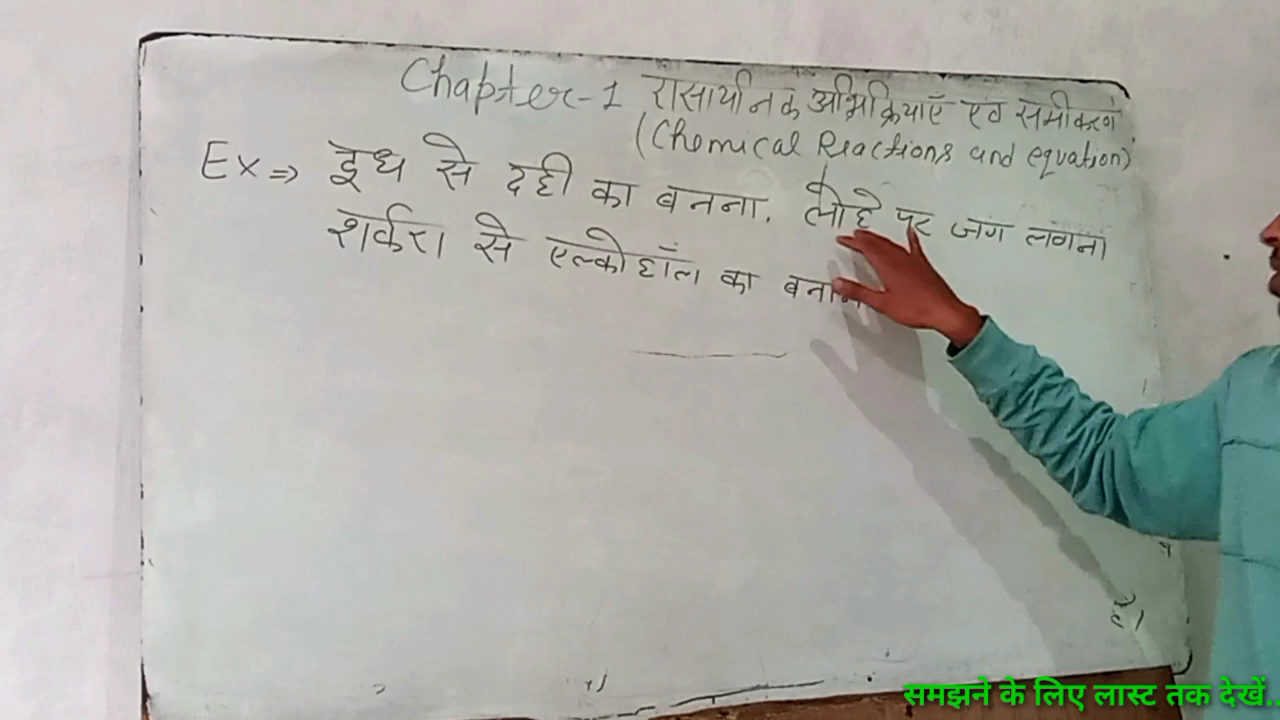 Chapter-1 रासायनिक अभिक्रियाएँ एवं समीकरण
(Chemical Reactions and equation)
Ex⇒ दूध से दही का बनना. लोहे पर जंग लगना
शर्करा से एल्कोहॉल का बनाना
है।
समझने के लिए लास्ट तक देखें..